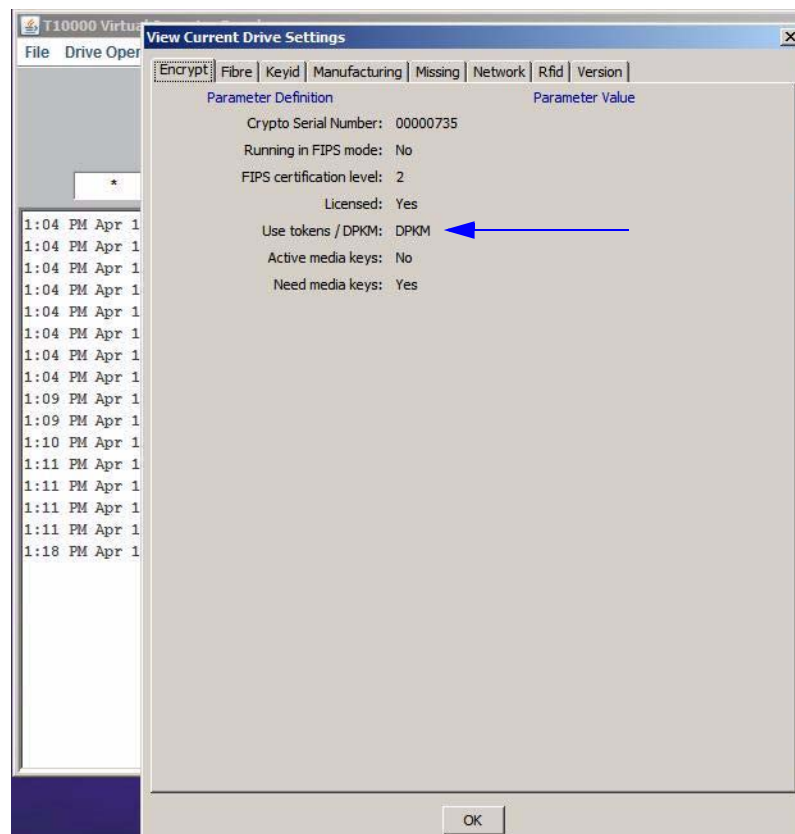 T10000 Virtual
File Drive Oper
View Current Drive Settings
Encrypt Fibre Keyid Manufacturing Missing Network Rfid Version
Parameter Definition Parameter Value
Crypto Serial Number: 00000735
Running in FIPS mode: No
FIPS certification level: 2
Licensed: Yes
Use tokens / DPKM: DPKM
Active media keys: No
Need media keys: Yes
*
1:04 PM Apr 1
1:04 PM Apr 1
1:04 PM Apr 1
1:04 PM Apr 1
1:04 PM Apr 1
1:04 PM Apr 1
1:04 PM Apr 1
1:04 PM Apr 1
1:09 PM Apr 1
1:09 PM Apr 1
1:10 PM Apr 1
1:11 PM Apr 1
1:11 PM Apr 1
1:11 PM Apr 1
1:11 PM Apr 1
1:18 PM Apr 1
OK